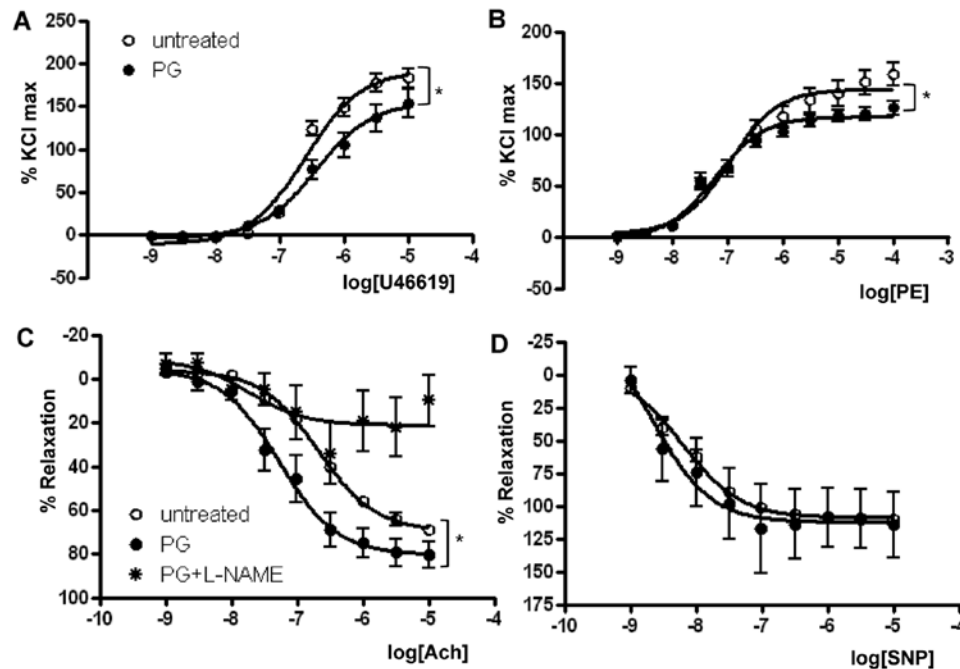 A
untreated
PG
% KCl max
250
200
150
100
50
0
-50
-9 -8 -7 -6 -5 -4
log[U46619]
*
B
% KCl max
200
150
100
50
0
-50
-9 -8 -7 -6 -5 -4 -3
log[PE]
*
C
% Relaxation
-20
0
20
40
60
80
100
untreated
PG
PG+L-NAME
*
-10 -9 -8 -7 -6 -5 -4
log[Ach]
D
% Relaxation
-25
0
25
50
75
100
125
150
175
-10 -9 -8 -7 -6 -5 -4
log[SNP]